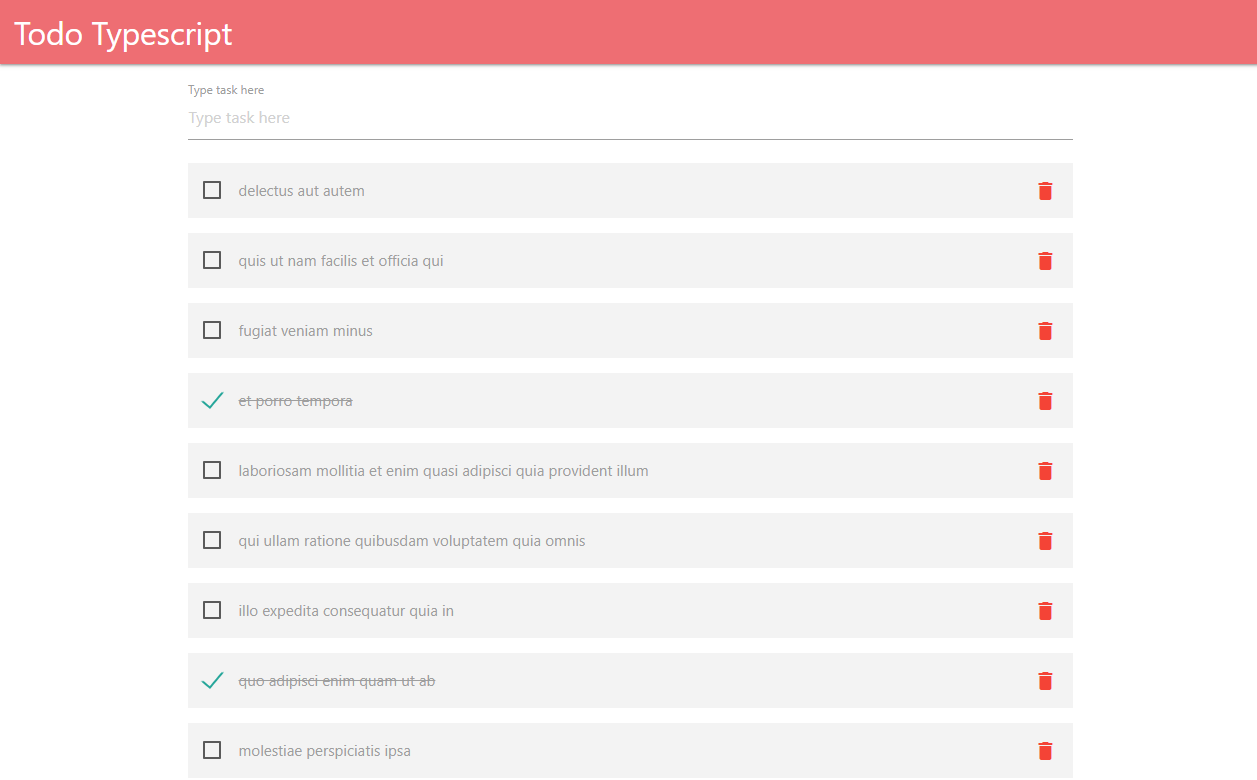 Todo Typescript
Type task here
Type task here
delectus aut autem
quis ut nam facilis et officia qui
fugiat veniam minus
et porro tempora
laboriosam mollitia et enim quasi adipisci quia provident illum
qui ullam ratione quibusdam voluptatem quia omnis
illo expedita consequatur quia in
quo adipisci enim quam ut ab
molestiae perspiciatis ipsa